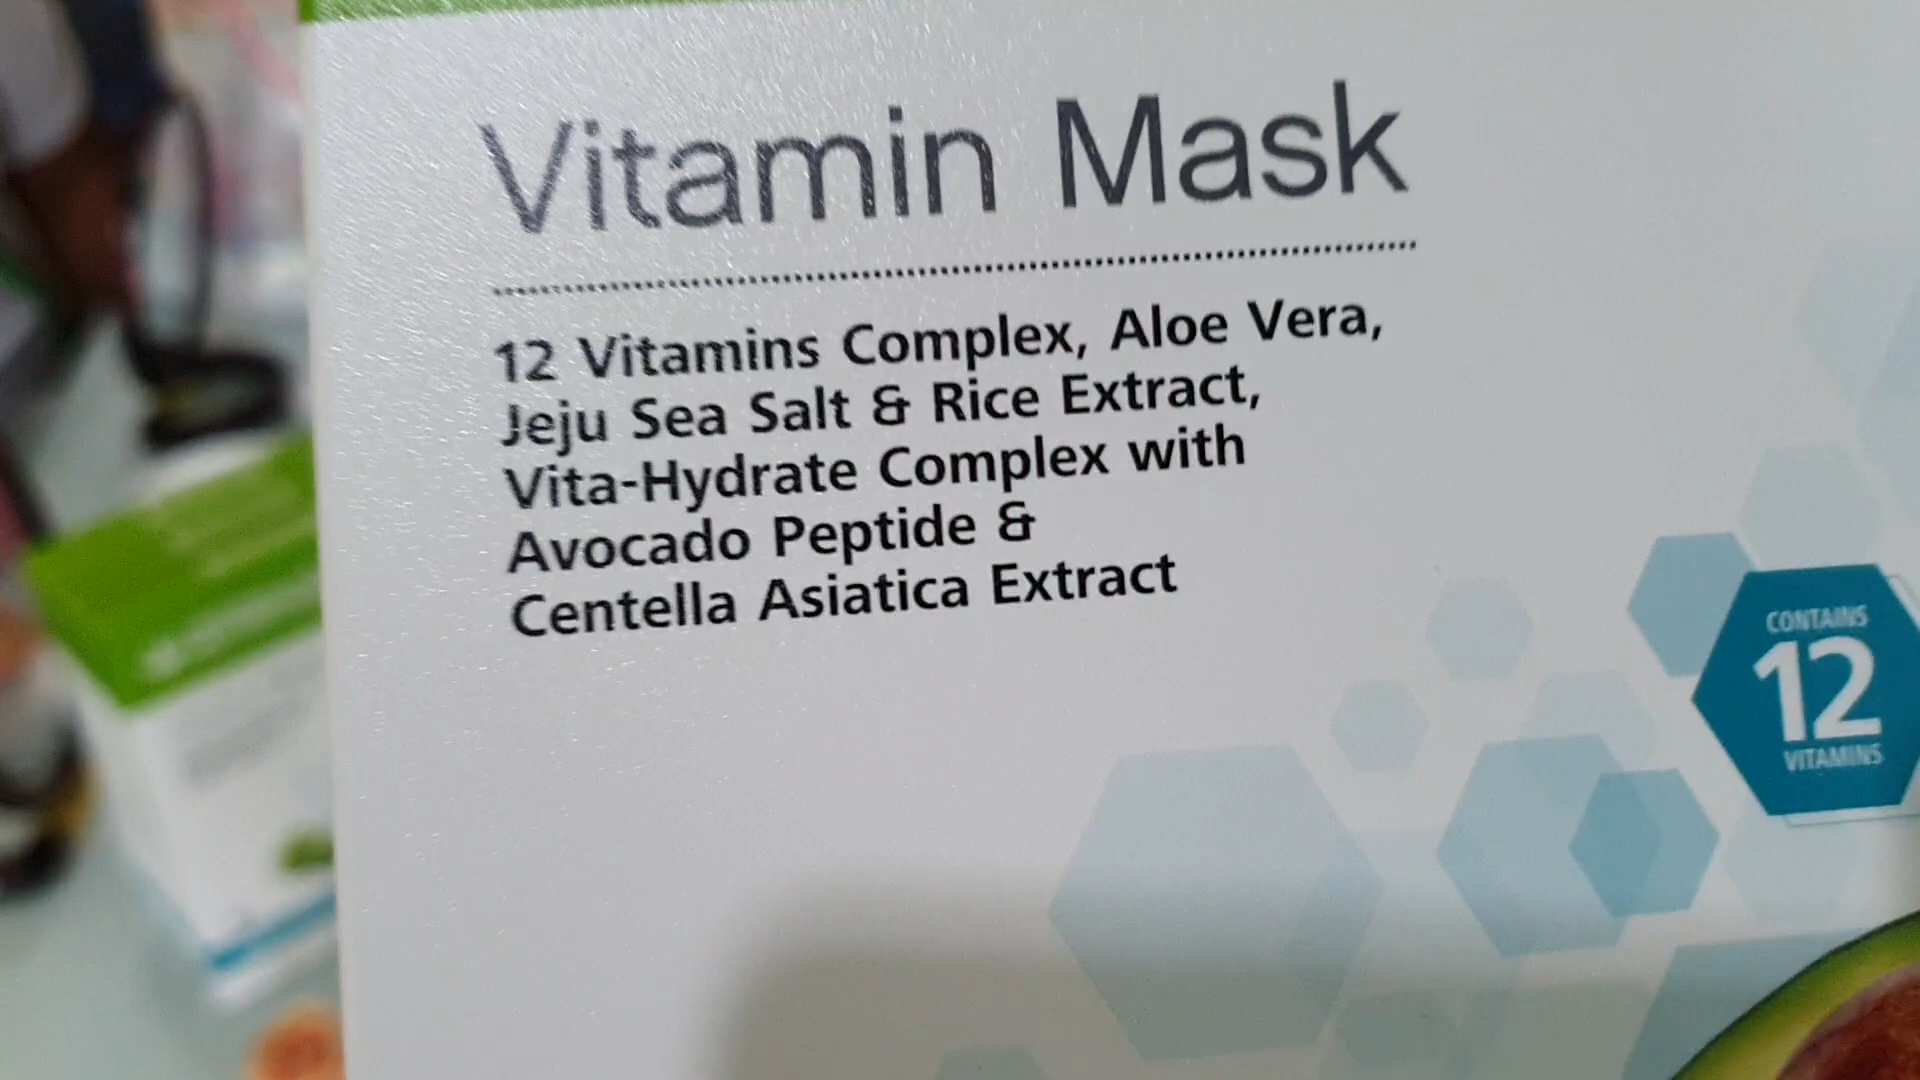 Vitamin Mask
12 Vitamins Complex, Aloe Vera,
Jeju Sea Salt & Rice Extract,
Vita-Hydrate Complex with
Avocado Peptide &
Centella Asiatica Extract
CONTAINS
12
VITAMINS